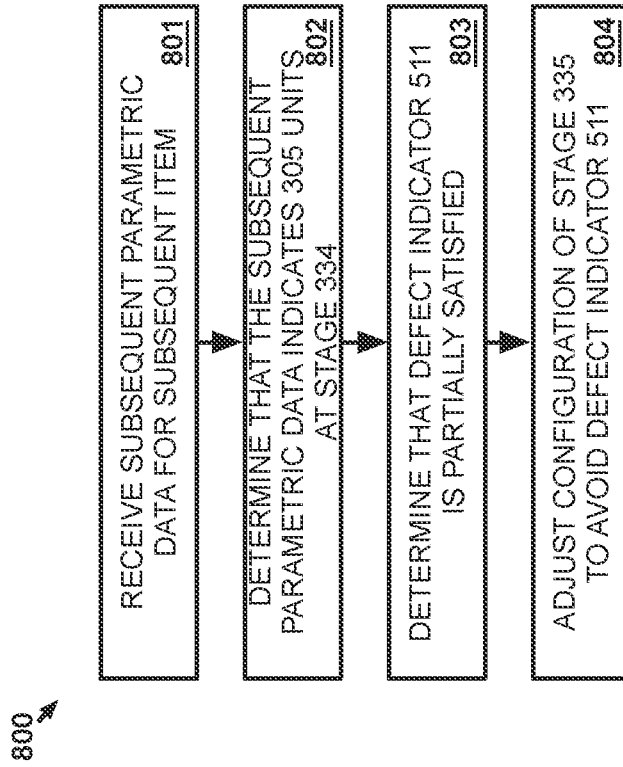 800
RECEIVE SUBSEQUENT PARAMETRIC
DATA FOR SUBSEQUENT ITEM
801
DETERMINE THAT THE SUBSEQUENT
PARAMETRIC DATA INDICATES 305 UNITS
AT STAGE 334
802
DETERMINE THAT DEFECT INDICATOR 511
IS PARTIALLY SATISFIED
803
ADJUST CONFIGURATION OF STAGE 335
TO AVOID DEFECT INDICATOR 511
804